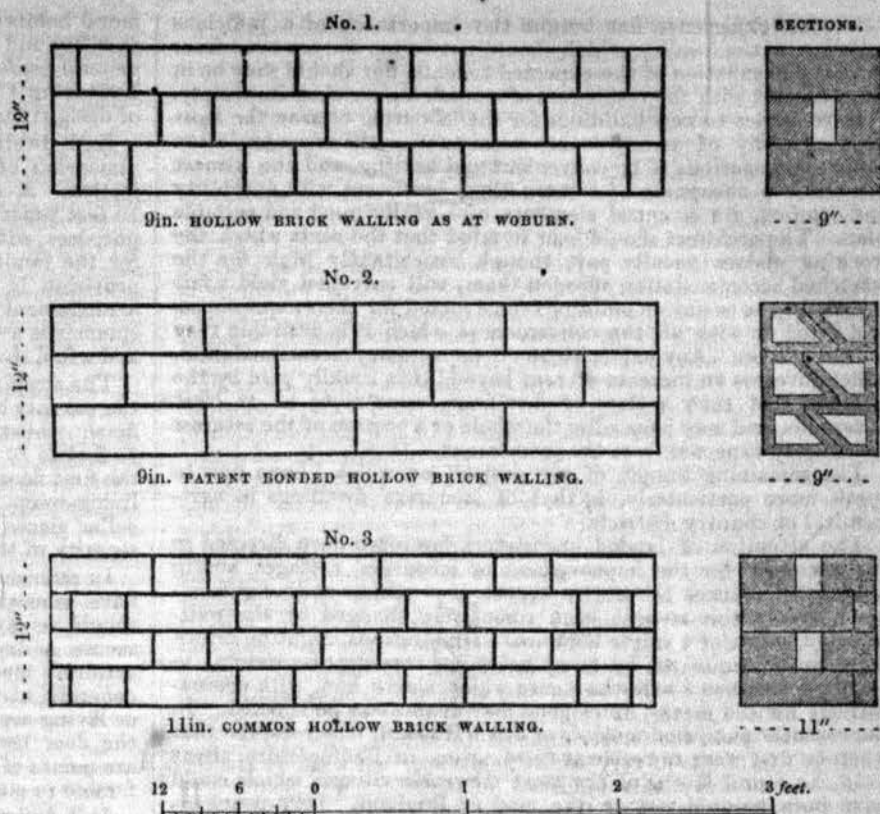 No. 1. SECTIONS.
12"
9in. HOLLOW BRICK WALLING AS AT WOBURN. 9"
No. 2.
12"
9in. PATENT BONDED HOLLOW BRICK WALLING. 9"
No. 3
12"
11in. COMMON HOLLOW BRICK WALLING. 11"
12 6 0 1 2 3 feet.